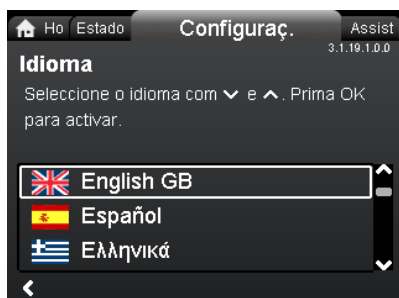 Ho Estado Configuraç. Assist
3.1.19.1.0.0
Idioma
Seleccione o idioma com e . Prima OK
para activar.
English GB
Español
Ελληνικά